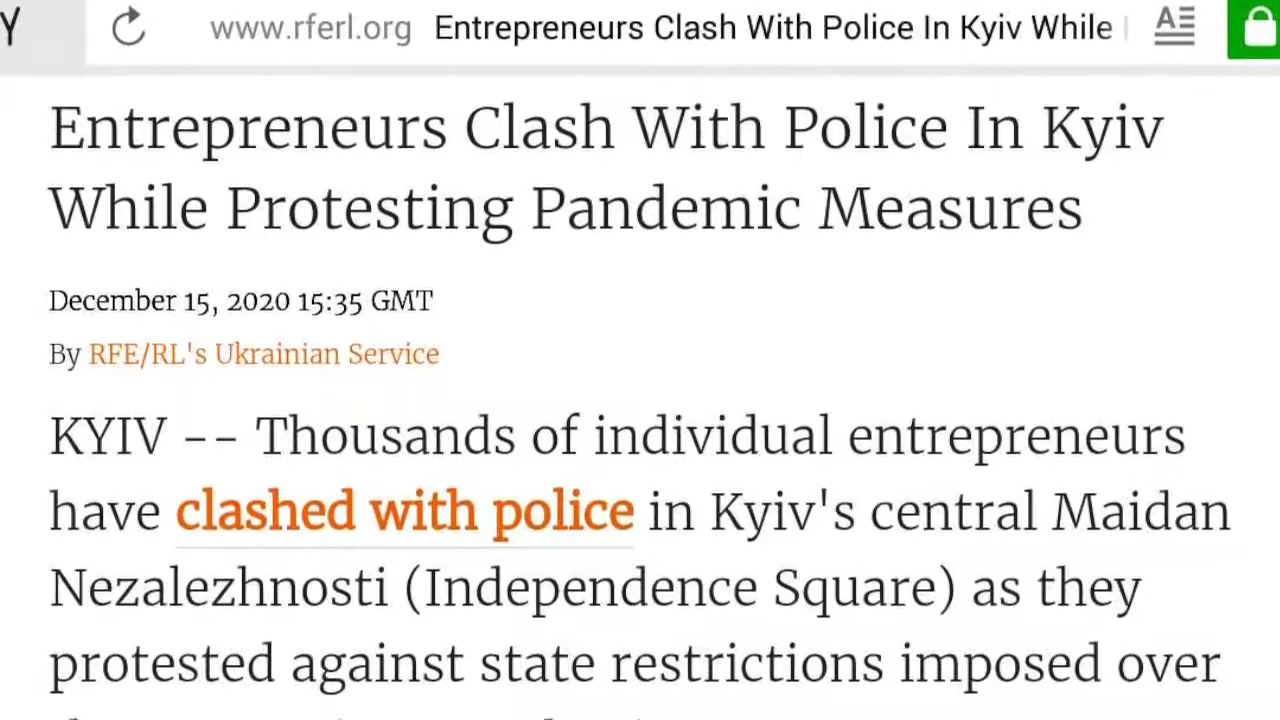 Y
www.rferl.org Entrepreneurs Clash With Police In Kyiv While
Entrepreneurs Clash With Police In Kyiv
While Protesting Pandemic Measures
December 15, 2020 15:35 GMT
By RFE/RL's Ukrainian Service
KYIV -- Thousands of individual entrepreneurs
have clashed with police in Kyiv's central Maidan
Nezalezhnosti (Independence Square) as they
protested against state restrictions imposed over